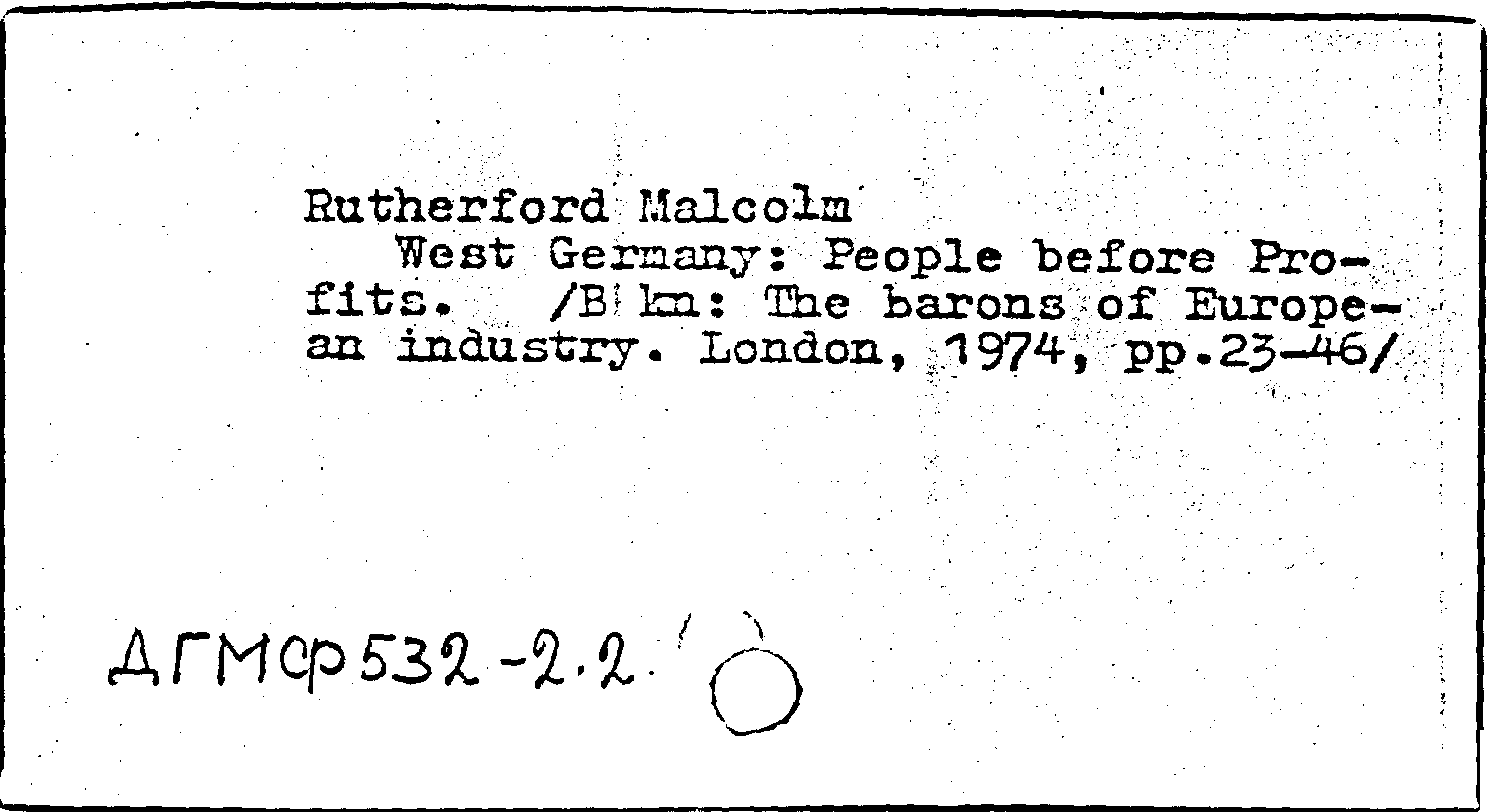 Rutherford Malcolm
West Germany: People before Pro-
fits. /В kn: The barons of Europe-
an industry. London, 1974, pp.23-46/
ДГМФ532-2.2.